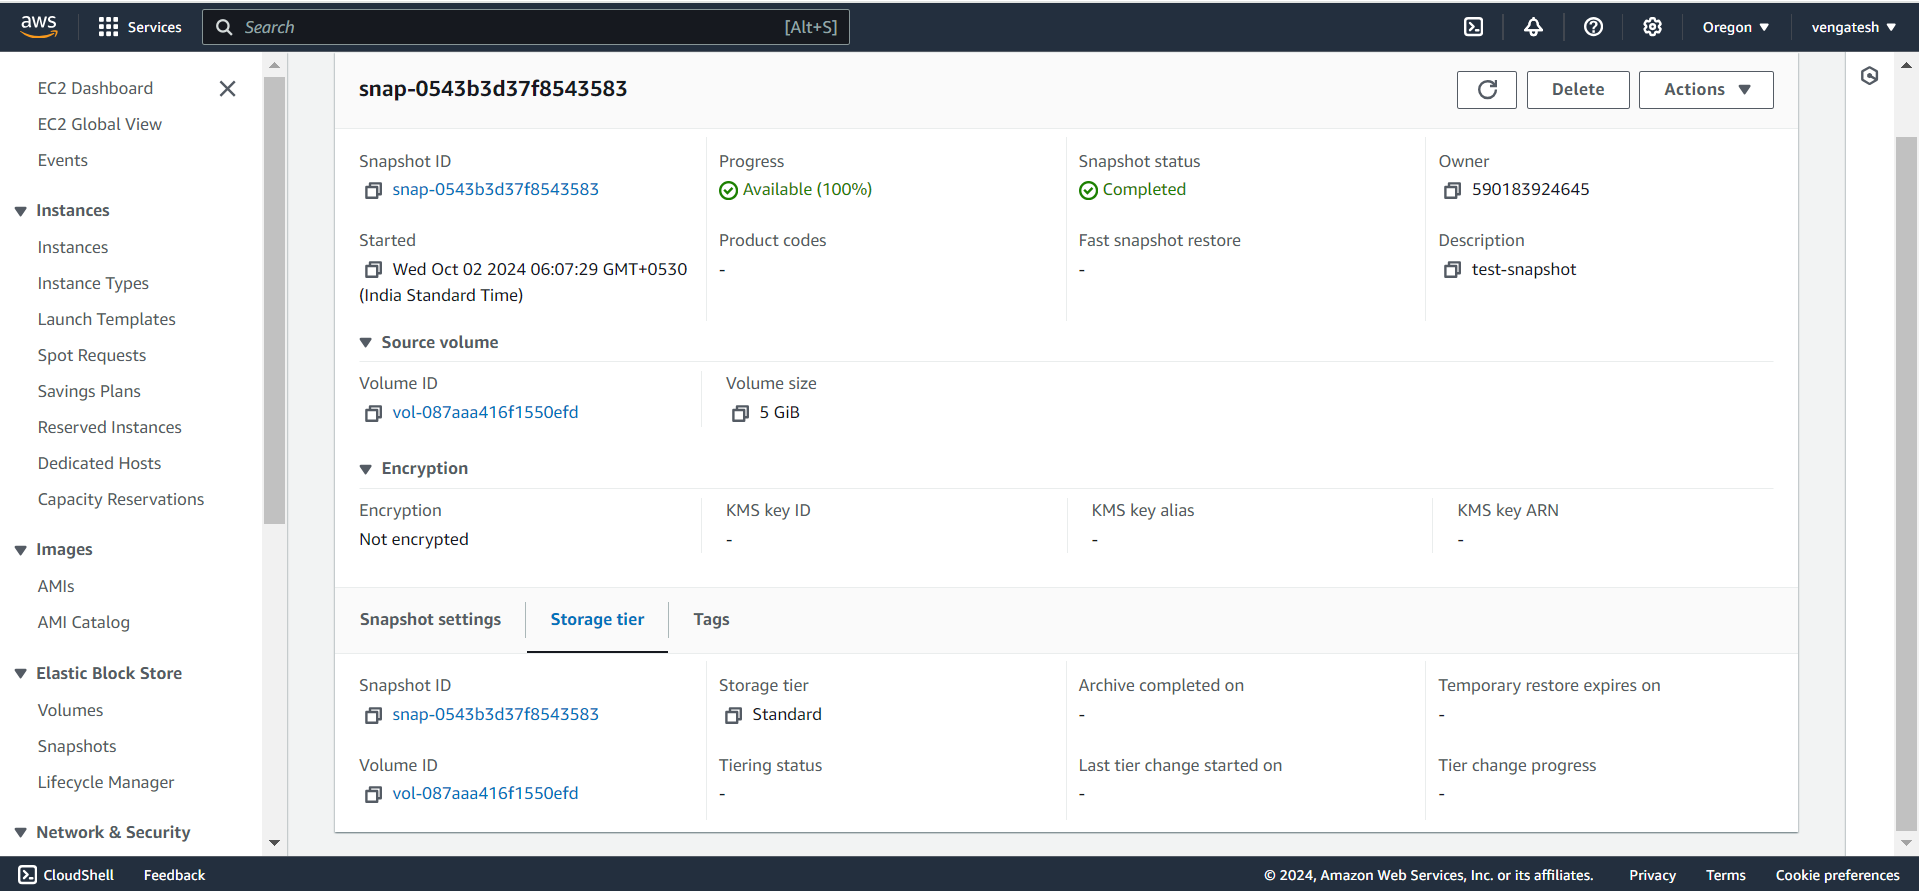 aws
Services
Search
[Alt+S]
Oregon
vengatesh
EC2 Dashboard
EC2 Global View
Events
Instances
Instances
Instance Types
Launch Templates
Spot Requests
Savings Plans
Reserved Instances
Dedicated Hosts
Capacity Reservations
Images
AMIs
AMI Catalog
Elastic Block Store
Volumes
Snapshots
Lifecycle Manager
Network & Security
snap-0543b3d37f8543583
Delete
Actions
Snapshot ID
snap-0543b3d37f8543583
Progress
Available (100%)
Snapshot status
Completed
Owner
590183924645
Started
Wed Oct 02 2024 06:07:29 GMT+0530
(India Standard Time)
Product codes
-
Fast snapshot restore
-
Description
test-snapshot
Source volume
Volume ID
vol-087aaa416f1550efd
Volume size
5 GiB
Encryption
Encryption
Not encrypted
KMS key ID
-
KMS key alias
-
KMS key ARN
-
Snapshot settings
Storage tier
Tags
Snapshot ID
snap-0543b3d37f8543583
Storage tier
Standard
Archive completed on
-
Temporary restore expires on
-
Volume ID
vol-087aaa416f1550efd
Tiering status
-
Last tier change started on
-
Tier change progress
-
CloudShell
Feedback
© 2024, Amazon Web Services, Inc. or its affiliates.
Privacy
Terms
Cookie preferences